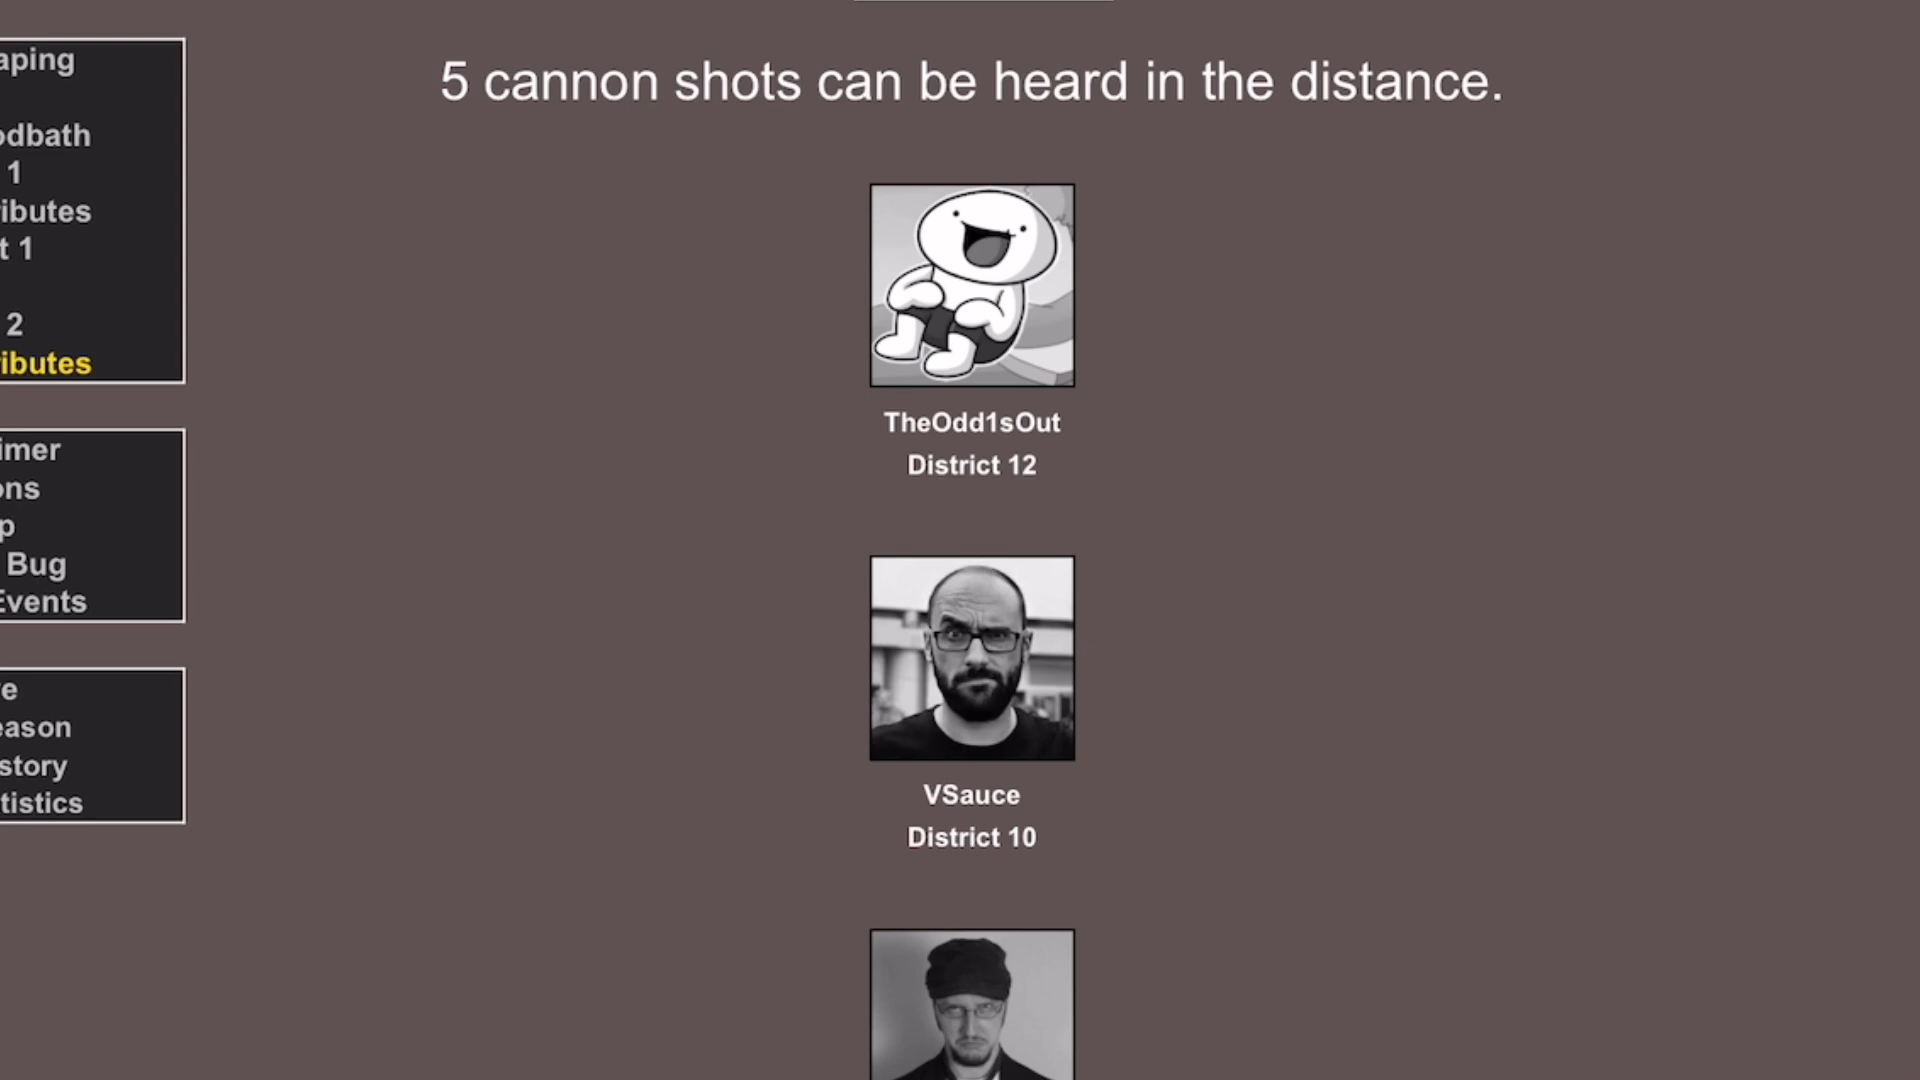 aping
odbath
1
ibutes
t 1
2
ributes
imer
ons
p
Bug
Events
e
eason
story
tistics
5 cannon shots can be heard in the distance.
TheOdd1sOut
District 12
VSauce
District 10